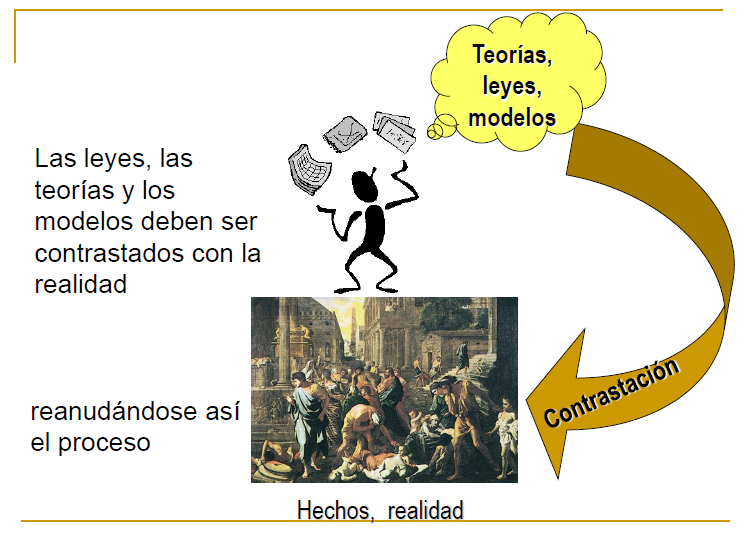 Teorías,
leyes,
modelos
Las leyes, las
teorías y los
modelos deben ser
contrastados con la
realidad
Contrastación
reanudándose así
el proceso
Hechos, realidad